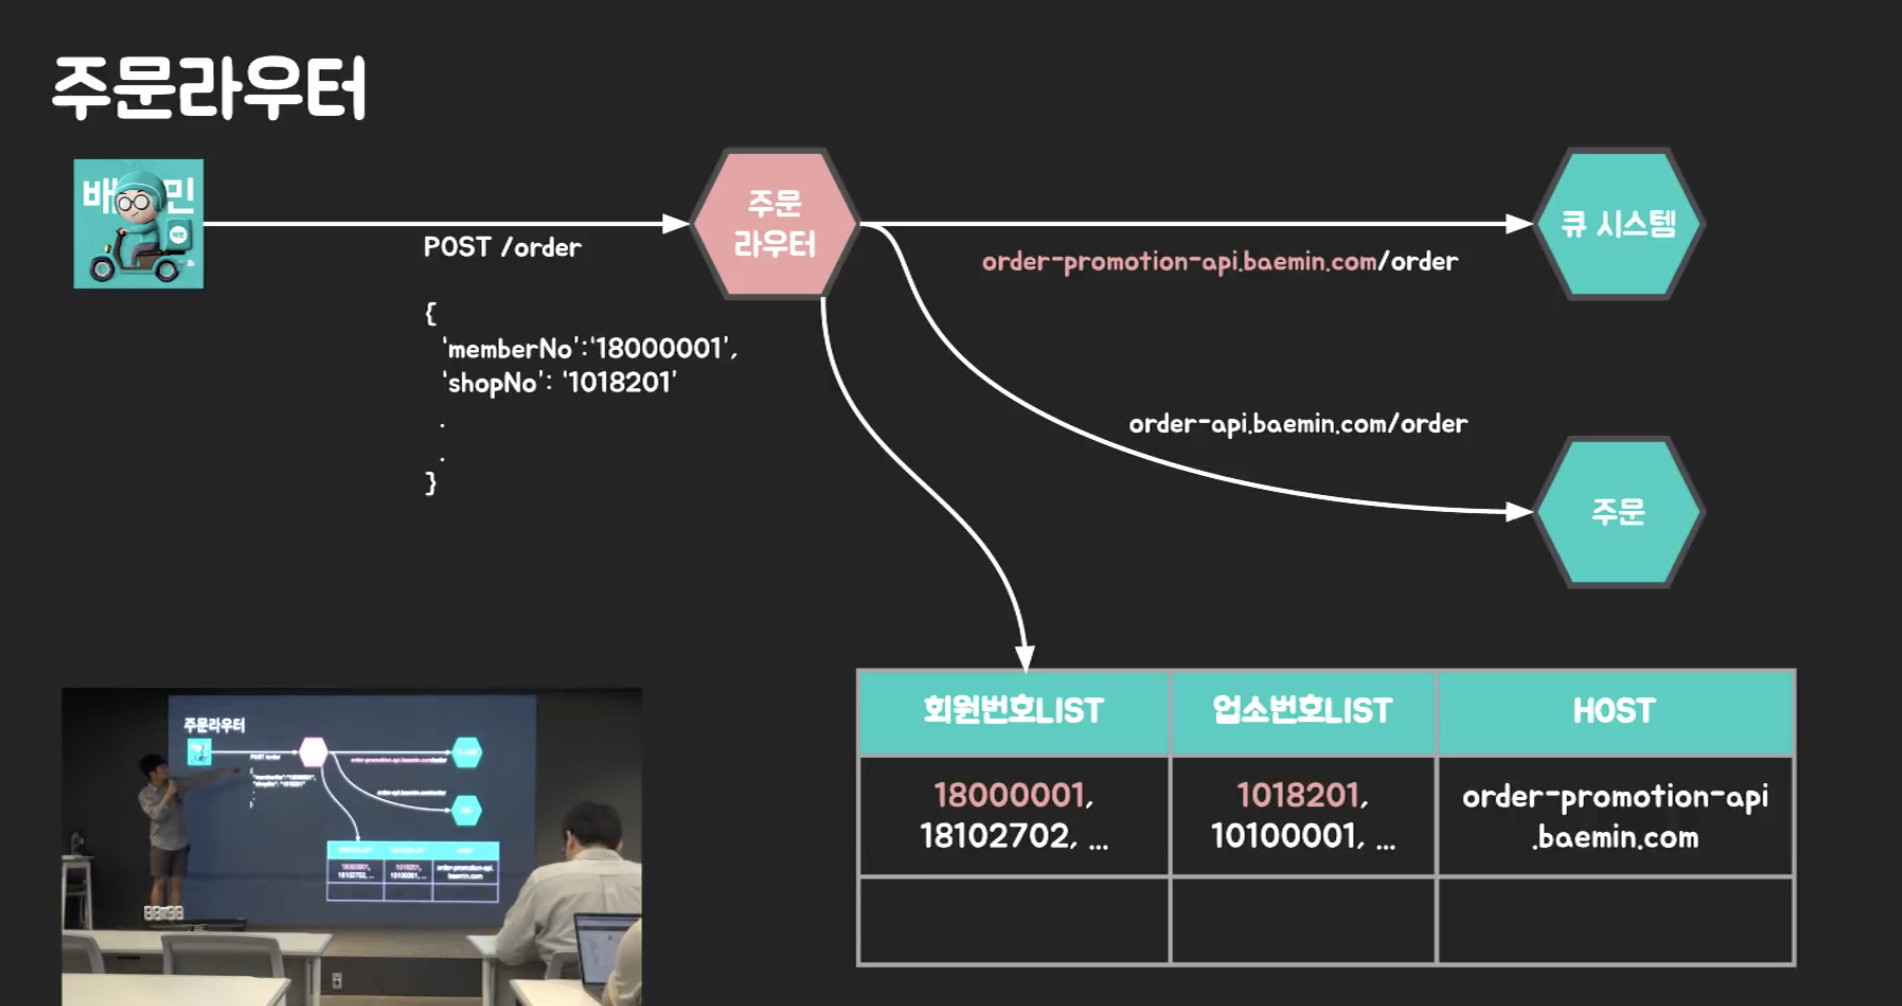 주문라우터
배 민
주문
라우터
큐 시스템
POST /order
order-promotion-api.baemin.com/order
{
'memberNo':'18000001',
'shopNo': '1018201'
.
.
}
order-api.baemin.com/order
주문
회원번호LIST 업소번호LIST HOST
18000001, 1018201, order-promotion-api
18102702, ... 10100001, ... .baemin.com
주문라우터
POST /order